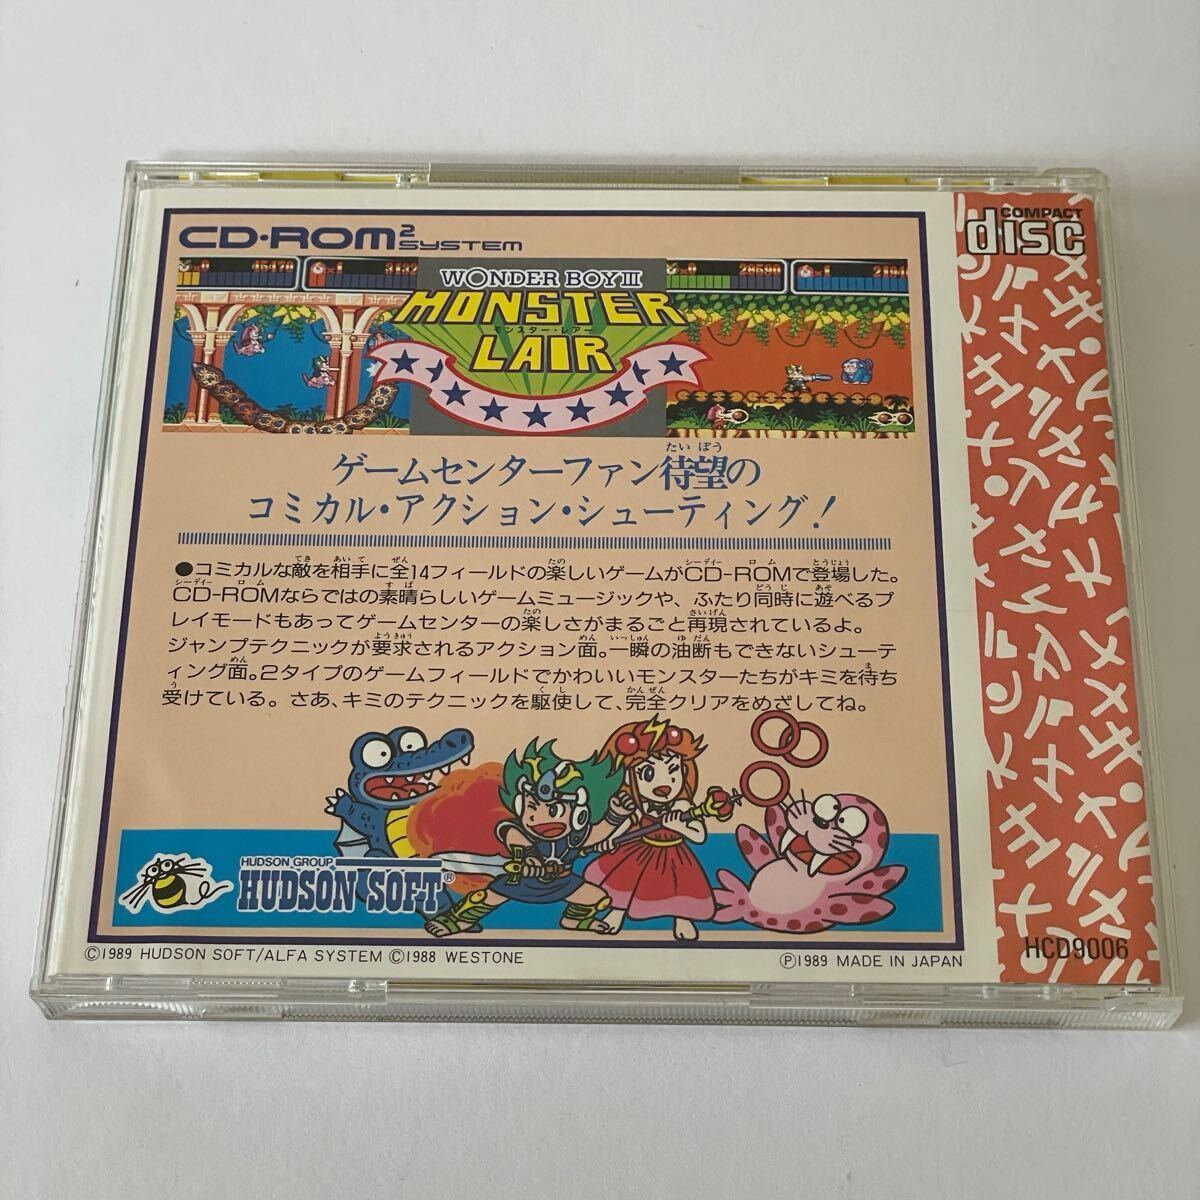 CD-ROM2 SYSTEM
COMPACT disc
WONDER BOY III
MONSTER
モンスター・レアー
LAIR
ゲームセンターファン待望の
たい ぼう
コミカル・アクション・シューティング!
●コミカルな敵を相手に全14フィールドの楽しいゲームがCD-ROMで登場した。
CD-ROMならではの素晴らしいゲームミュージックや、ふたり同時に遊べるプ
レイモードもあってゲームセンターの楽しさがまるごと再現されているよ。
ジャンプテクニックが要求されるアクション面。一瞬の油断もできないシューテ
ィング面。2タイプのゲームフィールドでかわいいモンスターたちがキミを待ち
受けている。さあ、キミのテクニックを駆使して、完全クリアをめざしてね。
HUDSON GROUP
HUDSON SOFT®
©1989 HUDSON SOFT/ALFA SYSTEM ©1988 WESTONE
℗1989 MADE IN JAPAN
HCD9006